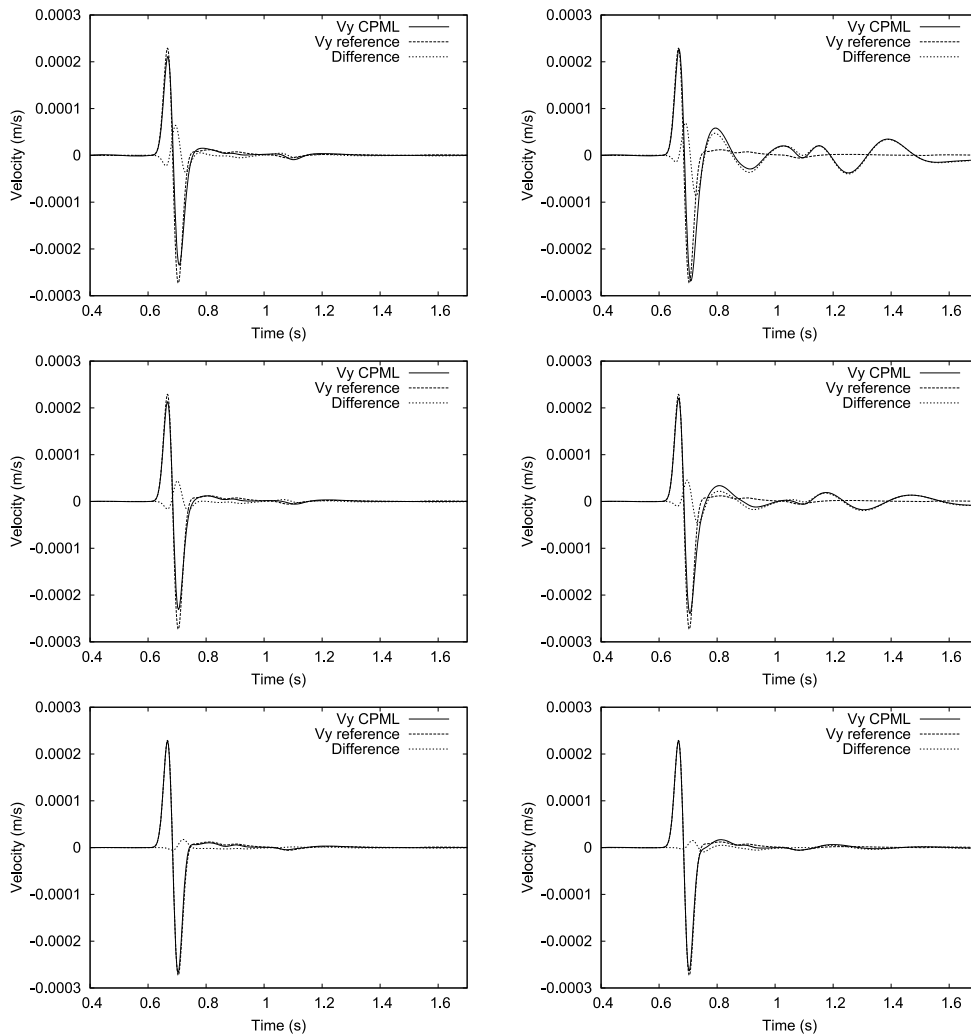 0.0003
Vy CPML
Vy reference
Difference
0.0002
0.0001
0
-0.0001
-0.0002
-0.0003
Velocity (m/s)
0.4 0.6 0.8 1 1.2 1.4 1.6
Time (s)
0.0003
Vy CPML
Vy reference
Difference
0.0002
0.0001
0
-0.0001
-0.0002
-0.0003
Velocity (m/s)
0.4 0.6 0.8 1 1.2 1.4 1.6
Time (s)
0.0003
Vy CPML
Vy reference
Difference
0.0002
0.0001
0
-0.0001
-0.0002
-0.0003
Velocity (m/s)
0.4 0.6 0.8 1 1.2 1.4 1.6
Time (s)
0.0003
Vy CPML
Vy reference
Difference
0.0002
0.0001
0
-0.0001
-0.0002
-0.0003
Velocity (m/s)
0.4 0.6 0.8 1 1.2 1.4 1.6
Time (s)
0.0003
Vy CPML
Vy reference
Difference
0.0002
0.0001
0
-0.0001
-0.0002
-0.0003
Velocity (m/s)
0.4 0.6 0.8 1 1.2 1.4 1.6
Time (s)
0.0003
Vy CPML
Vy reference
Difference
0.0002
0.0001
0
-0.0001
-0.0002
-0.0003
Velocity (m/s)
0.4 0.6 0.8 1 1.2 1.4 1.6
Time (s)